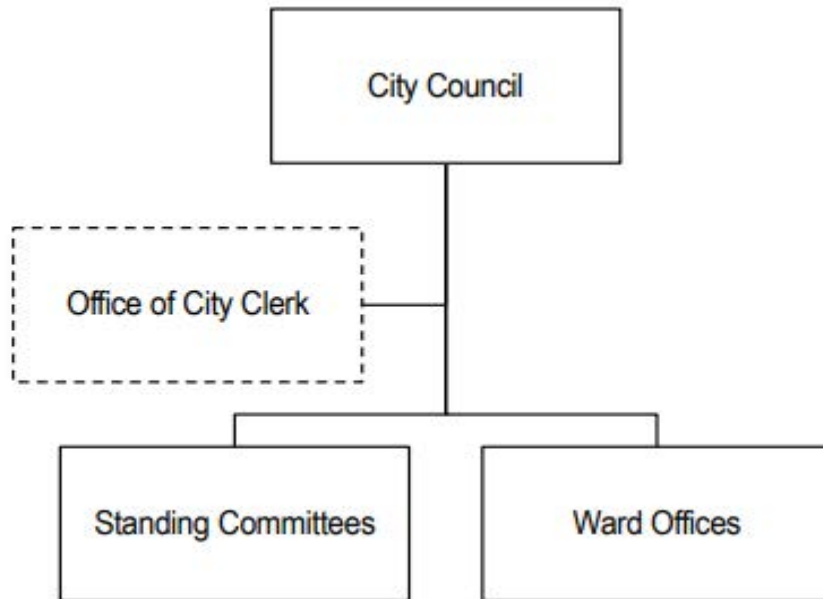 City Council
Office of City Clerk
Standing Committees
Ward Offices